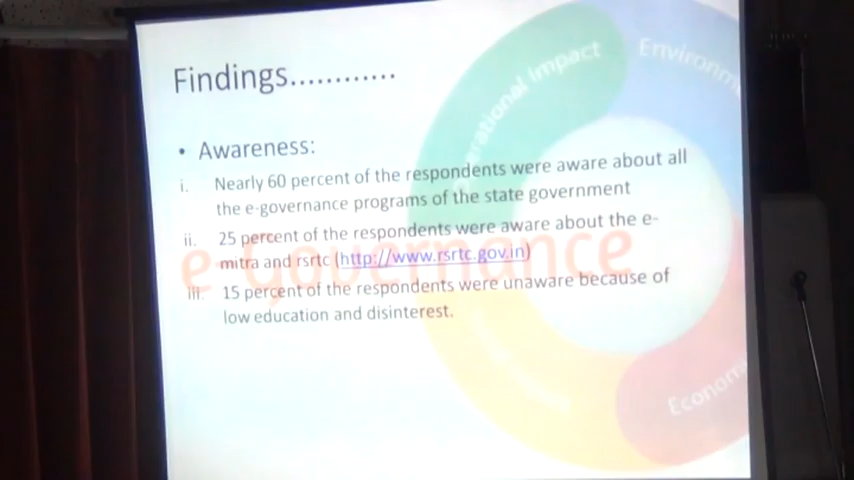 Findings............
• Awareness:
i. Nearly 60 percent of the respondents were aware about all
the e-governance programs of the state government
ii. 25 percent of the respondents were aware about the e-
mitra and rsrtc (http://www.rsrtc.gov.in)
iii. 15 percent of the respondents were unaware because of
low education and disinterest.
e-Governance
Impact